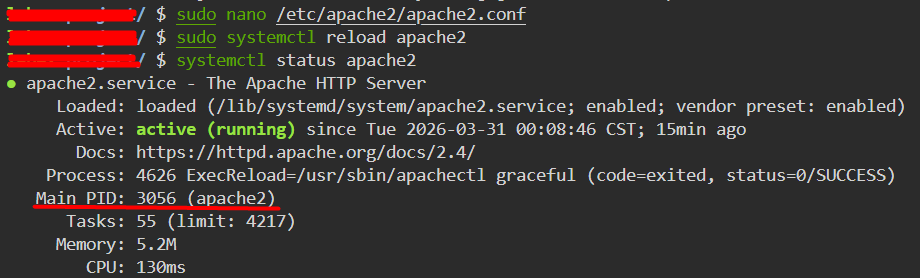 / $ sudo nano /etc/apache2/apache2.conf
/ $ sudo systemctl reload apache2
/ $ systemctl status apache2
● apache2.service - The Apache HTTP Server
Loaded: loaded (/lib/systemd/system/apache2.service; enabled; vendor preset: enabled)
Active: active (running) since Tue 2026-03-31 00:08:46 CST; 15min ago
Docs: https://httpd.apache.org/docs/2.4/
Process: 4626 ExecReload=/usr/sbin/apachectl graceful (code=exited, status=0/SUCCESS)
Main PID: 3056 (apache2)
Tasks: 55 (limit: 4217)
Memory: 5.2M
CPU: 130ms